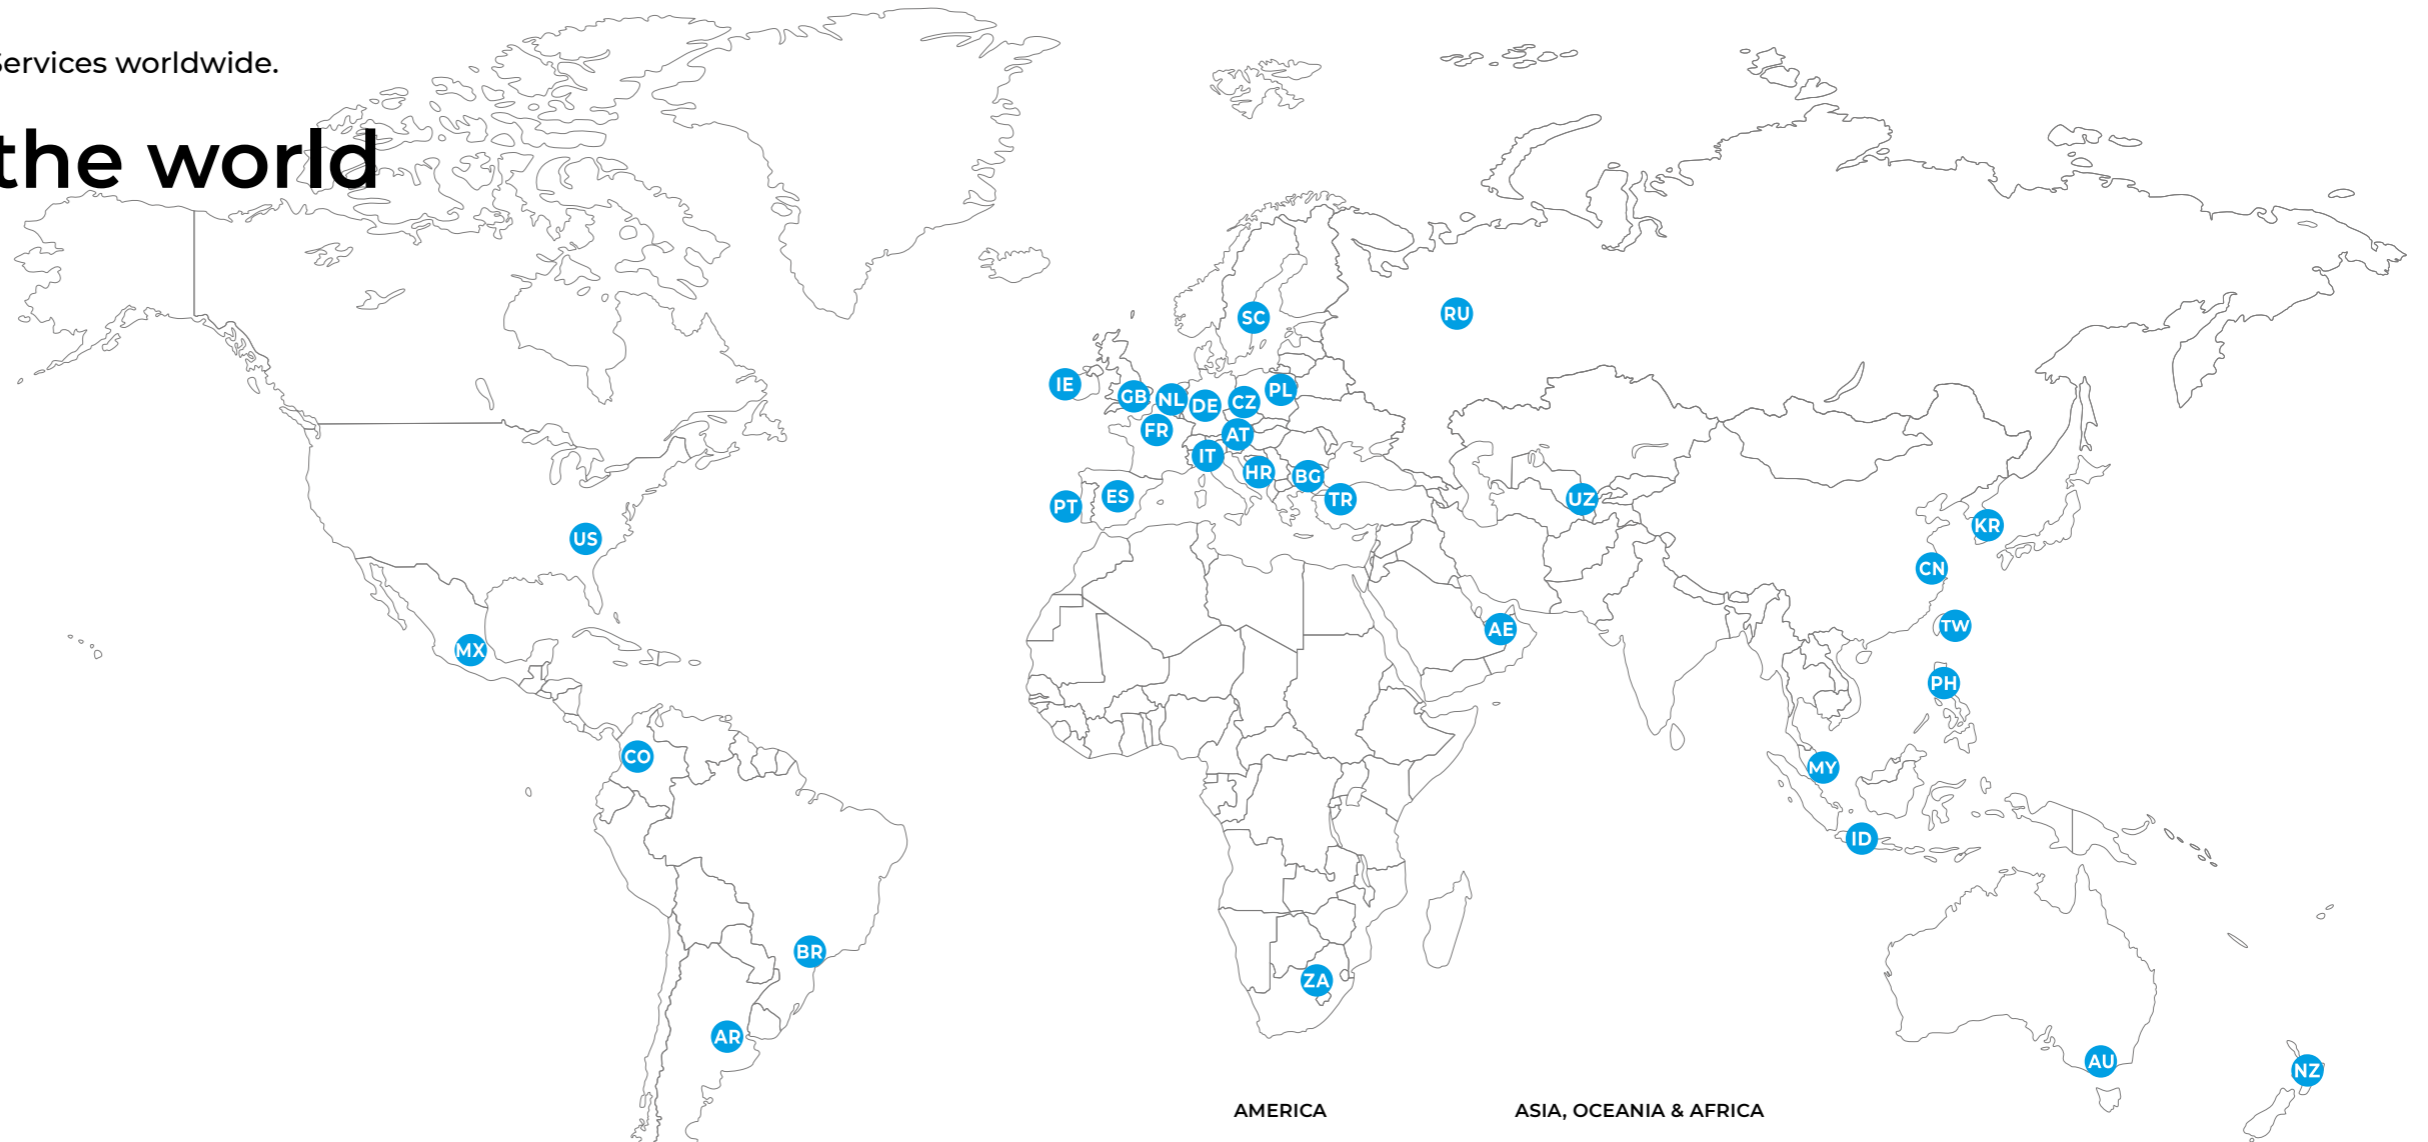 Services worldwide.
the world
SC
RU
IE
GB
NL
DE
CZ
PL
FR
AT
IT
HR
BG
PT
ES
TR
UZ
US
KR
CN
MX
AE
TW
PH
CO
MY
ID
BR
ZA
AR
AU
NZ
AMERICA
ASIA, OCEANIA & AFRICA